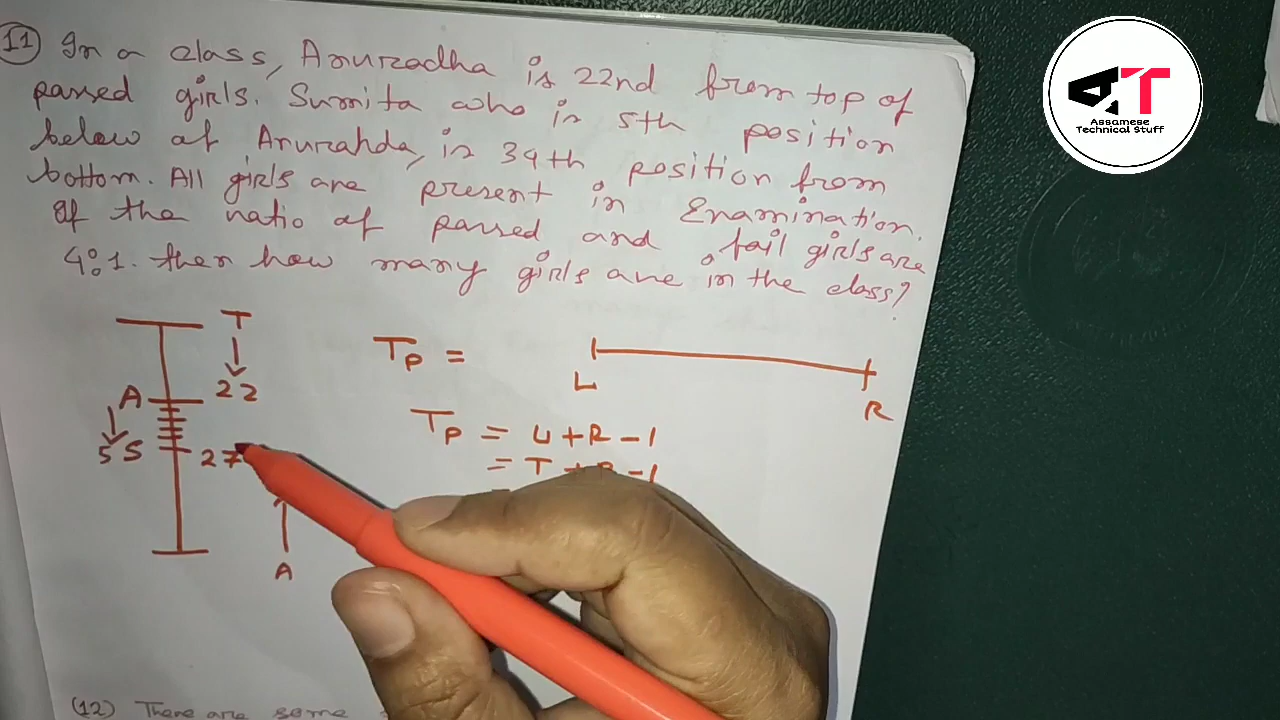 (11) In a class, Anuradha is 22nd from top of
passed girls. Sumita who is 5th position
below of Anurahda, is 34th position from
bottom. All girls are present in Examination.
If the ratio of passed and fail girls are
4:1. then how many girls are in the class?
T
22
A
5 S
27
A
Tp =
L
R
Tp = L + R - 1
= T + B - 1
(12) There are some
AT
Assamese
Technical Stuff